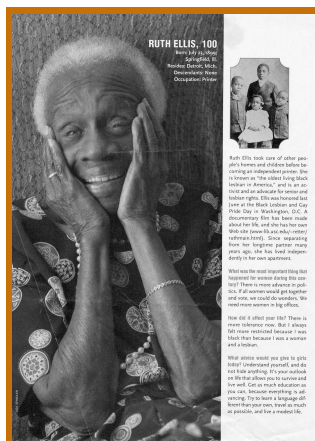 RUTH ELLIS, 100
Born: July 23, 1899
Springfield, Ill.
Resides: Detroit, Mich.
Descendants: None
Occupation: Printer
Ruth Ellis took care of other peo-
ple's homes and children before be-
coming an independent printer. She
is known as "the oldest living black
lesbian in America," and is an ac-
tivist and an advocate for senior and
lesbian rights. Ellis was honored last
June at the Black Lesbian and Gay
Pride Day in Washington, D.C. A
documentary film has been made
about her life, and she has her own
Web site (www-lib.usc.edu/~retter/
ruthmain.html). Since separating
from her longtime partner many
years ago, she has lived indepen-
dently in her own apartment.
What was the most important thing that
happened for women during this cen-
tury? There is more advance in poli-
tics. If all women would get together
and vote, we could do wonders. We
need more women in big offices.
How did it affect your life? There is
more tolerance now. But I always
felt more restricted because I was
black than because I was a woman
and a lesbian.
What advice would you give to girls
today? Understand yourself, and do
not hide anything. It's your outlook
on life that allows you to survive and
live well. Get as much education as
you can, because everything is ad-
vancing. Try to learn a language dif-
ferent than your own, travel as much
as possible, and live a modest life.